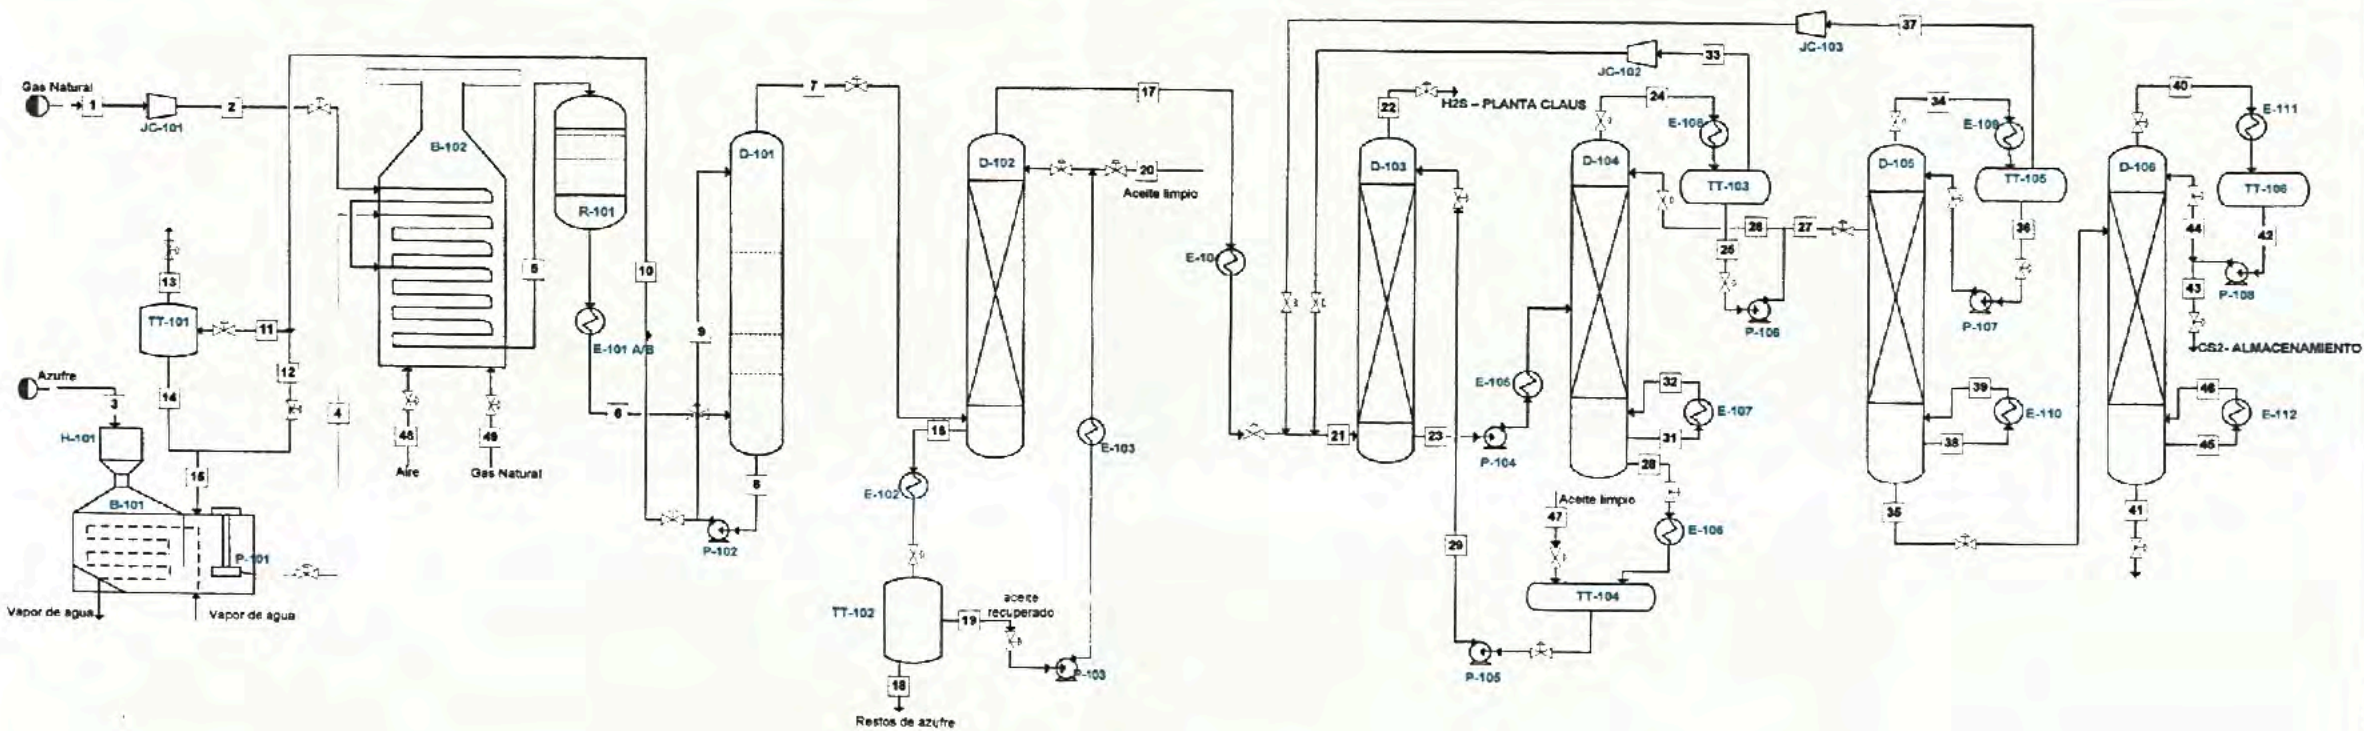 Gas Natural
1
JC-101
2
B-102
R-101
5
E-101 A/B
6
10
13
TT-101
11
12
14
Azufre
3
H-101
4
15
B-101
P-101
Vapor de agua
Vapor de agua
48
Aire
49
Gas Natural
7
D-101
9
8
P-102
17
D-102
20
Aceite limpio
16
E-102
E-103
TT-102
aceite
recuperado
19
P-103
18
Restos de azufre
E-10
JC-103
37
JC-102
33
22
H2S – PLANTA CLAUS
D-103
21
23
P-104
E-105
29
P-105
24
D-104
TT-103
25
26
27
P-106
32
E-107
31
28
Aceite limpio
47
E-106
TT-104
34
D-105
TT-105
36
P-107
39
E-110
38
35
40
E-111
D-106
TT-106
44
42
P-108
43
CS2- ALMACENAMIENTO
46
E-112
45
41